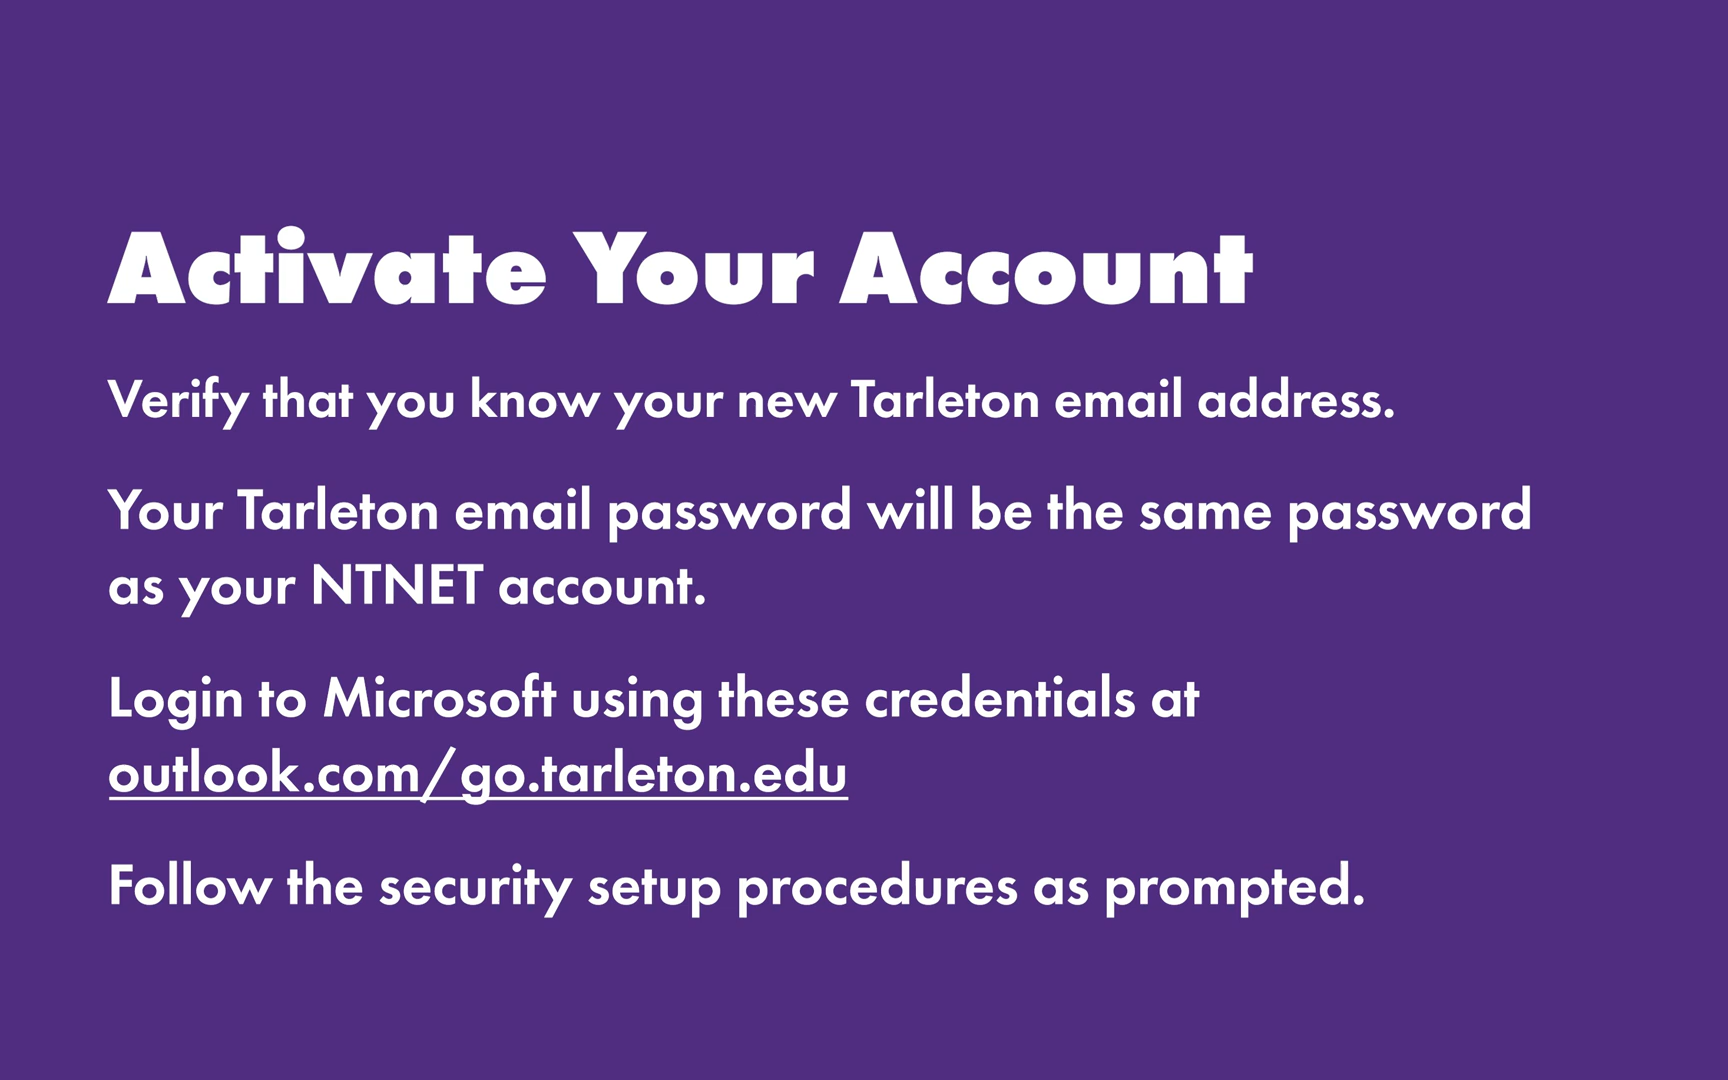 Activate Your Account
Verify that you know your new Tarleton email address.
Your Tarleton email password will be the same password
as your NTNET account.
Login to Microsoft using these credentials at
outlook.com/go.tarleton.edu
Follow the security setup procedures as prompted.